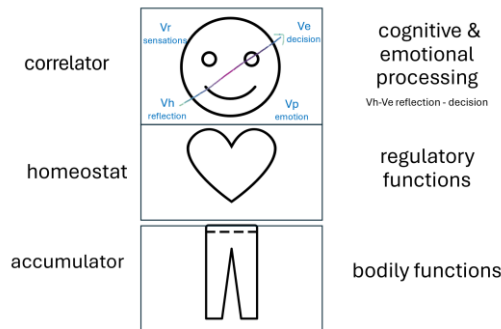 correlator
Vr
sensations
Ve
decision
Vh
reflection
Vp
emotion
cognitive &
emotional
processing
Vh-Ve reflection - decision
homeostat
regulatory
functions
accumulator
bodily functions